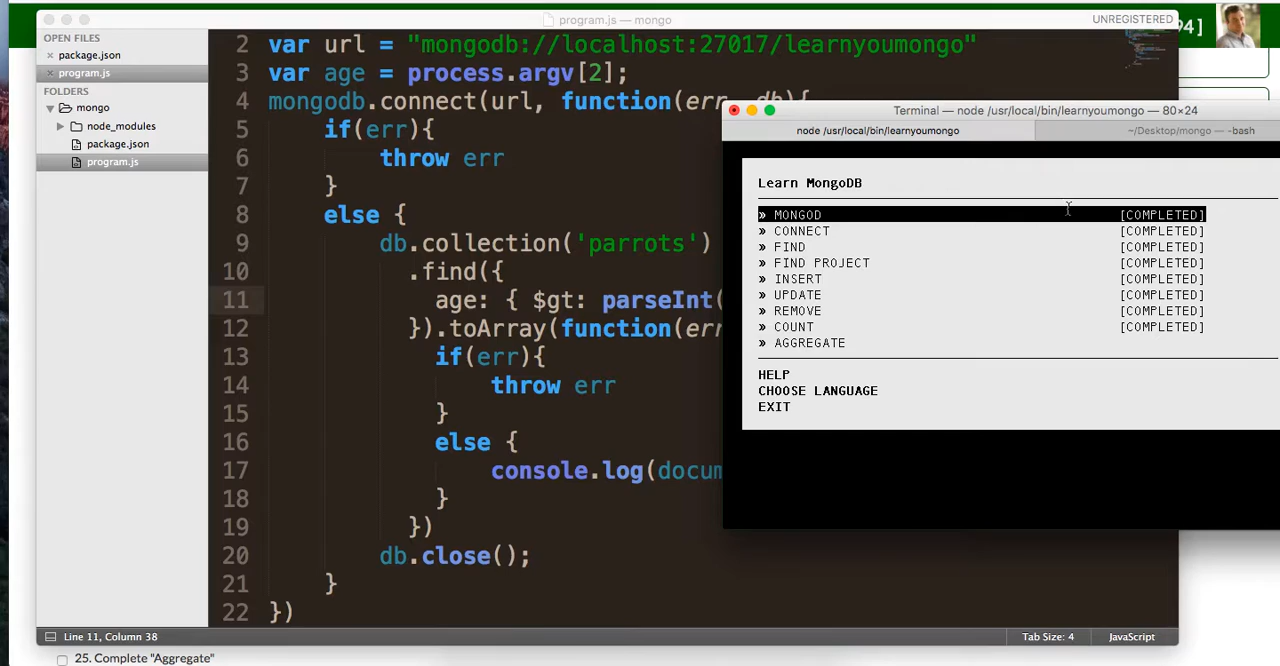 program.js — mongo
UNREGISTERED
94]
OPEN FILES
× package.json
× program.js
FOLDERS
mongo
node_modules
package.json
program.js
2 var url = "mongodb://localhost:27017/learnyoumongo"
3 var age = process.argv[2];
4 mongodb.connect(url, function(err, db){
5 if(err){
6 throw err
7 }
8 else {
9 db.collection('parrots')
10 .find({
11 age: { $gt: parseInt(
12 }).toArray(function(err
13 if(err){
14 throw err
15 }
16 else {
17 console.log(docum
18 }
19 })
20 db.close();
21 }
22 })
Line 11, Column 38
Tab Size: 4
JavaScript
25. Complete "Aggregate"
Terminal — node /usr/local/bin/learnyoumongo — 80×24
node /usr/local/bin/learnyoumongo
~/Desktop/mongo — -bash
Learn MongoDB
» MONGOD [COMPLETED]
» CONNECT [COMPLETED]
» FIND [COMPLETED]
» FIND PROJECT [COMPLETED]
» INSERT [COMPLETED]
» UPDATE [COMPLETED]
» REMOVE [COMPLETED]
» COUNT [COMPLETED]
» AGGREGATE
HELP
CHOOSE LANGUAGE
EXIT